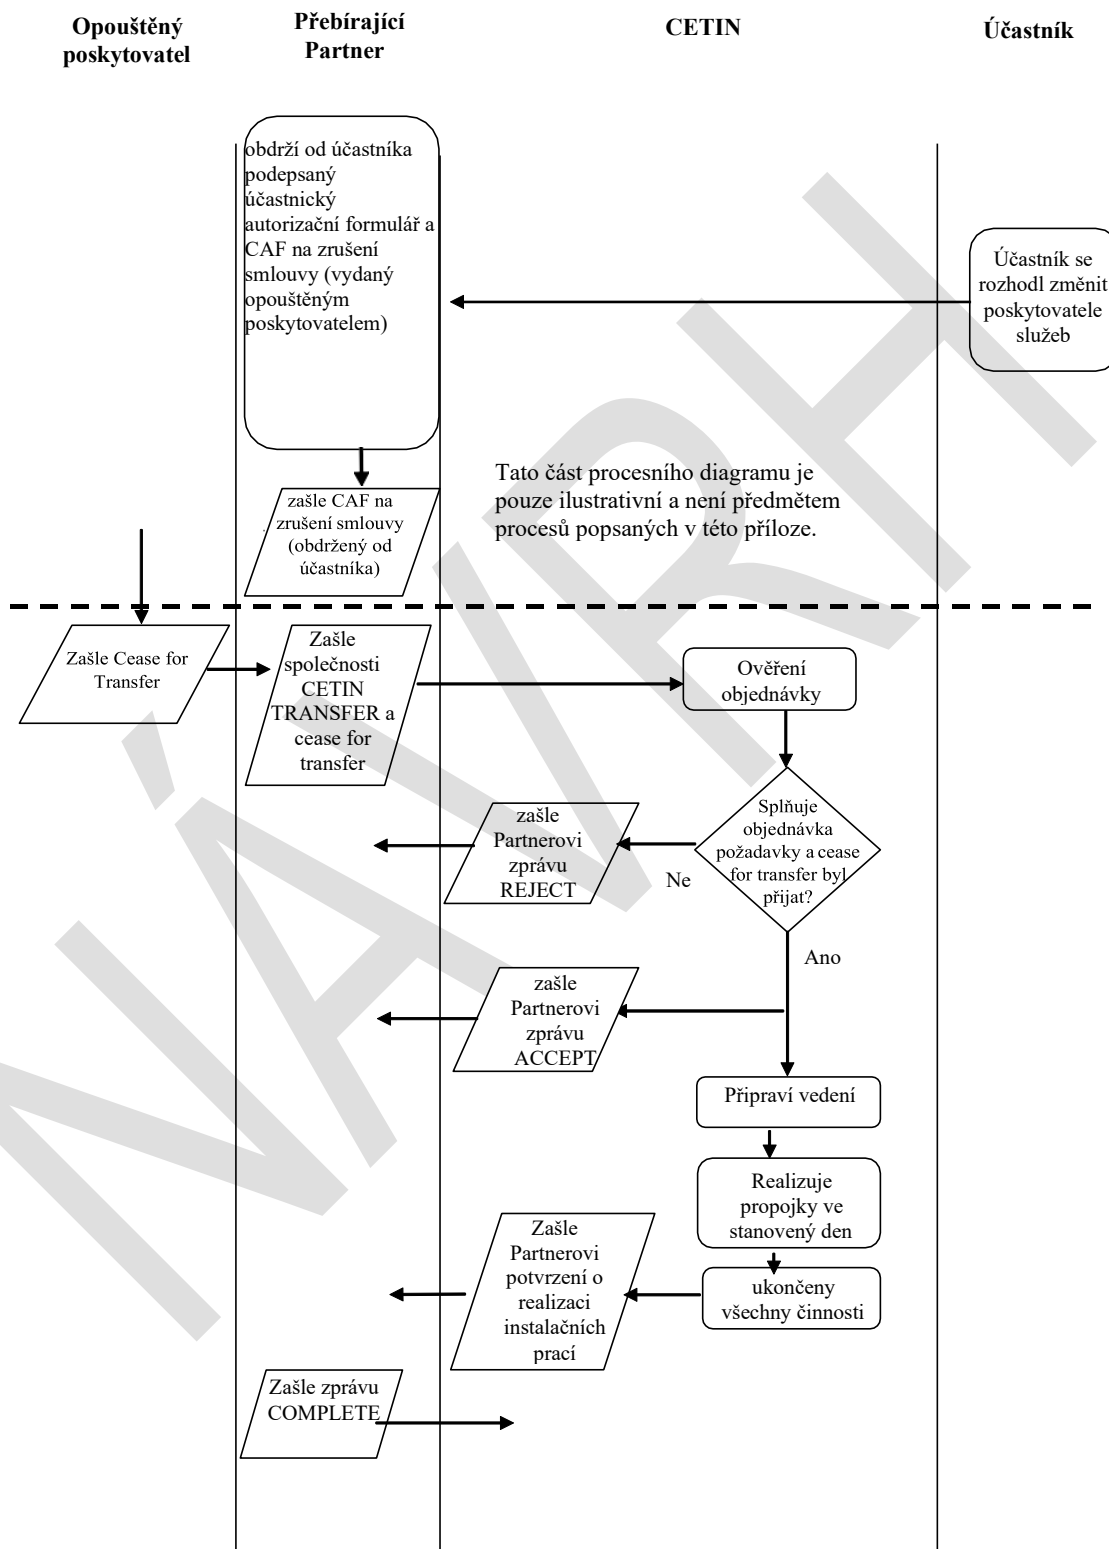 Opouštěný
poskytovatel
Přebírající
Partner
CETIN
Účastník
obdrží od účastníka
podepsaný
účastnický
autorizační formulář a
CAF na zrušení
smlouvy (vydaný
opouštěným
poskytovatelem)
Účastník se
rozhodl změnit
poskytovatele
služeb
zašle CAF na
zrušení smlouvy
(obdržený od
účastníka)
Tato část procesního diagramu je
pouze ilustrativní a není předmětem
procesů popsaných v této příloze.
Zašle Cease for
Transfer
Zašle
společnosti
CETIN
TRANSFER a
cease for
transfer
Ověření
objednávky
Splňuje
objednávka
požadavky a cease
for transfer byl
přijat?
zašle
Partnerovi
zprávu
REJECT
Ne
Ano
zašle
Partnerovi
zprávu
ACCEPT
Připraví vedení
Realizuje
propojky ve
stanovený den
ukončeny
všechny činnosti
Zašle
Partnerovi
potvrzení o
realizaci
instalačních
prací
Zašle zprávu
COMPLETE
NÁVRH